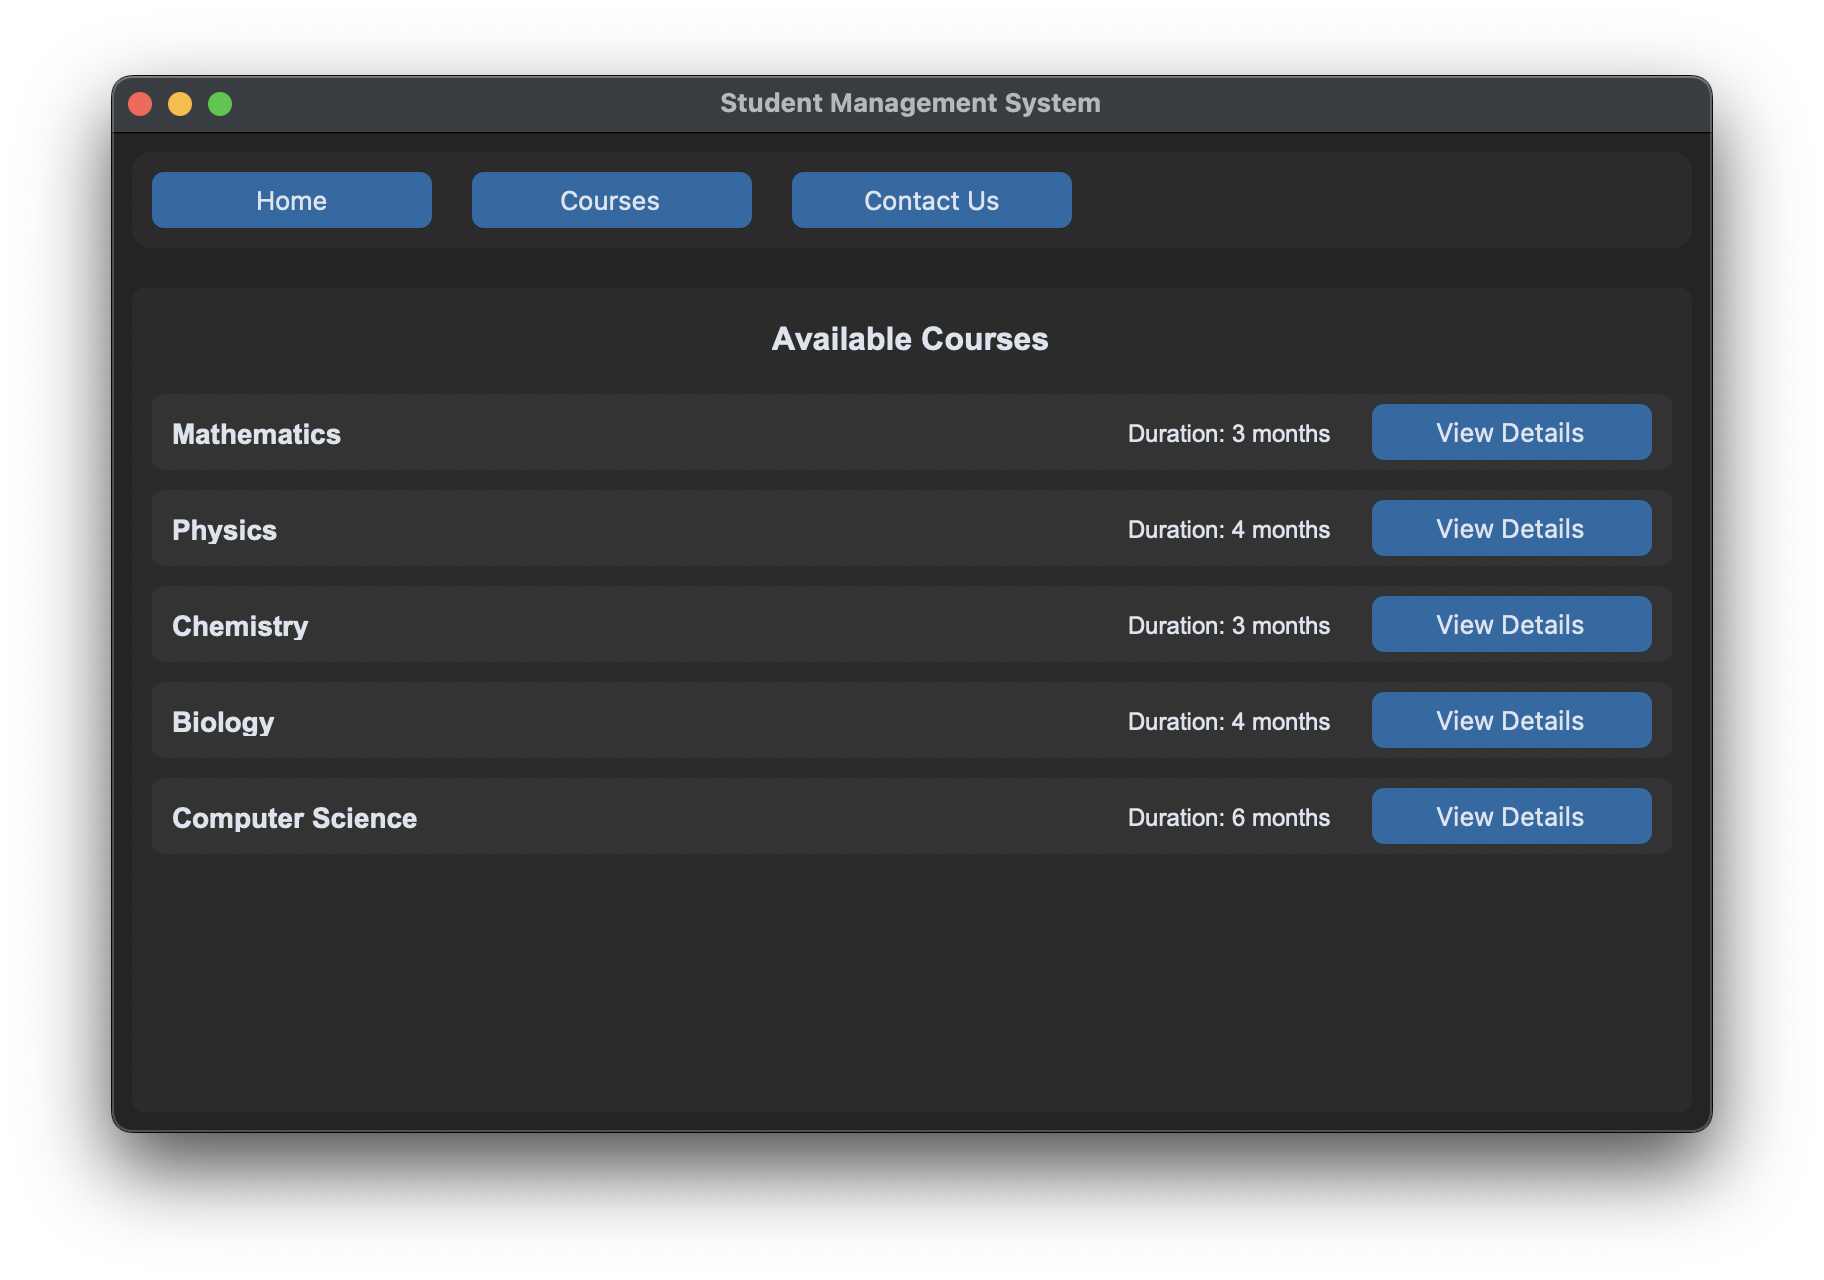 Student Management System
Home Courses Contact Us
Available Courses
Mathematics Duration: 3 months View Details
Physics Duration: 4 months View Details
Chemistry Duration: 3 months View Details
Biology Duration: 4 months View Details
Computer Science Duration: 6 months View Details